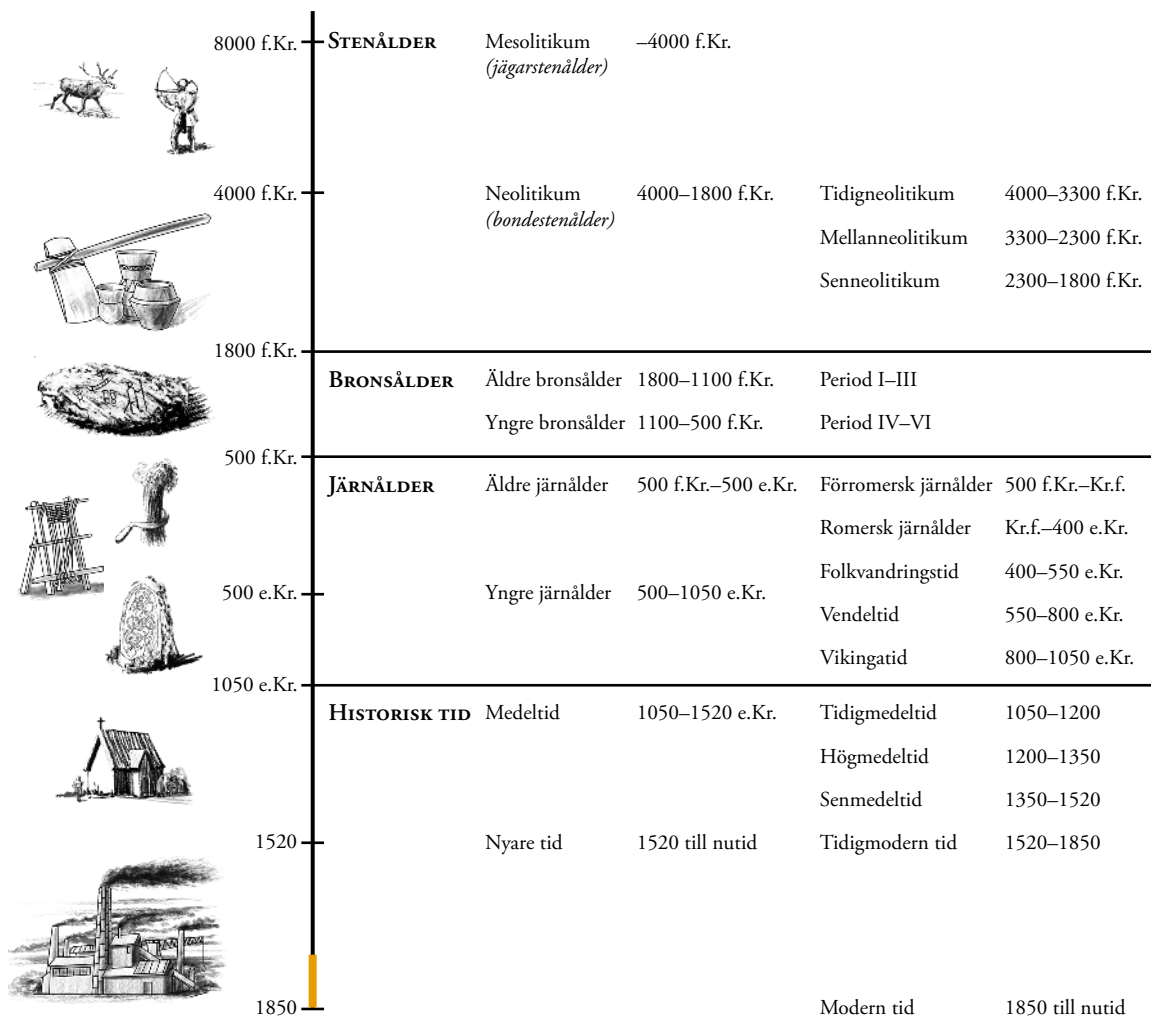 8000 f.Kr. STENÅLDER Mesolitikum –4000 f.Kr.
(jägarstenålder)
4000 f.Kr. Neolitikum 4000–1800 f.Kr. Tidigneolitikum 4000–3300 f.Kr.
(bondestenålder)
Mellanneolitikum 3300–2300 f.Kr.
Senneolitikum 2300–1800 f.Kr.
1800 f.Kr.
BRONSÅLDER Äldre bronsålder 1800–1100 f.Kr. Period I–III
Yngre bronsålder 1100–500 f.Kr. Period IV–VI
500 f.Kr.
JÄRNÅLDER Äldre järnålder 500 f.Kr.–500 e.Kr. Förromersk järnålder 500 f.Kr.–Kr.f.
Romersk järnålder Kr.f.–400 e.Kr.
Folkvandringstid 400–550 e.Kr.
500 e.Kr. Yngre järnålder 500–1050 e.Kr.
Vendeltid 550–800 e.Kr.
Vikingatid 800–1050 e.Kr.
1050 e.Kr.
HISTORISK TID Medeltid 1050–1520 e.Kr. Tidigmedeltid 1050–1200
Högmedeltid 1200–1350
Senmedeltid 1350–1520
1520 Nyare tid 1520 till nutid Tidigmodern tid 1520–1850
1850 Modern tid 1850 till nutid